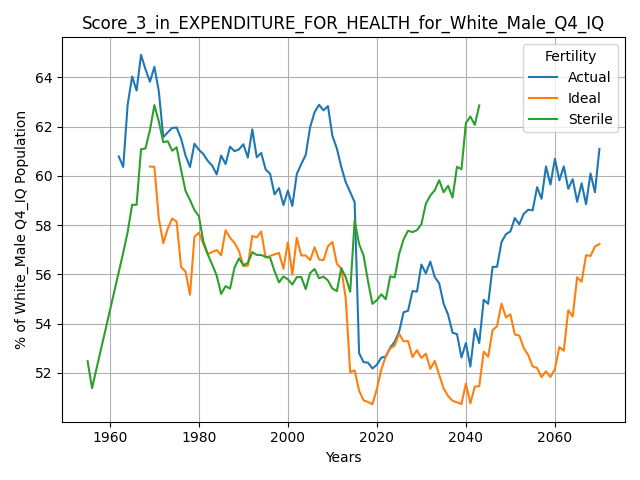 Score_3_in_EXPENDITURE_FOR_HEALTH_for_White_Male_Q4_IQ
Fertility
Actual
Ideal
Sterile
% of White_Male Q4_IQ Population
64
62
60
58
56
54
52
1960
1980
2000
2020
2040
2060
Years